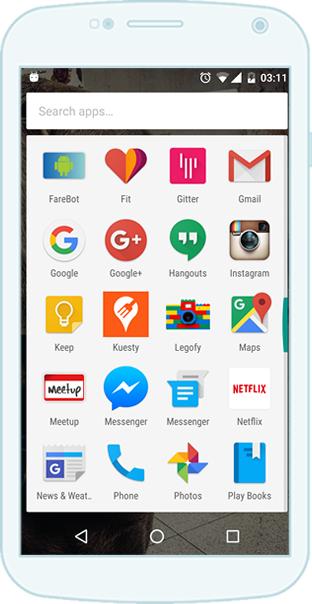 03:11
Search apps...
FareBot Fit Gitter Gmail
Google Google+ Hangouts Instagram
Keep Kuesty Legofy Maps
meetup NETFLIX
Meetup Messenger Messenger Netflix
News & Weat.. Phone Photos Play Books